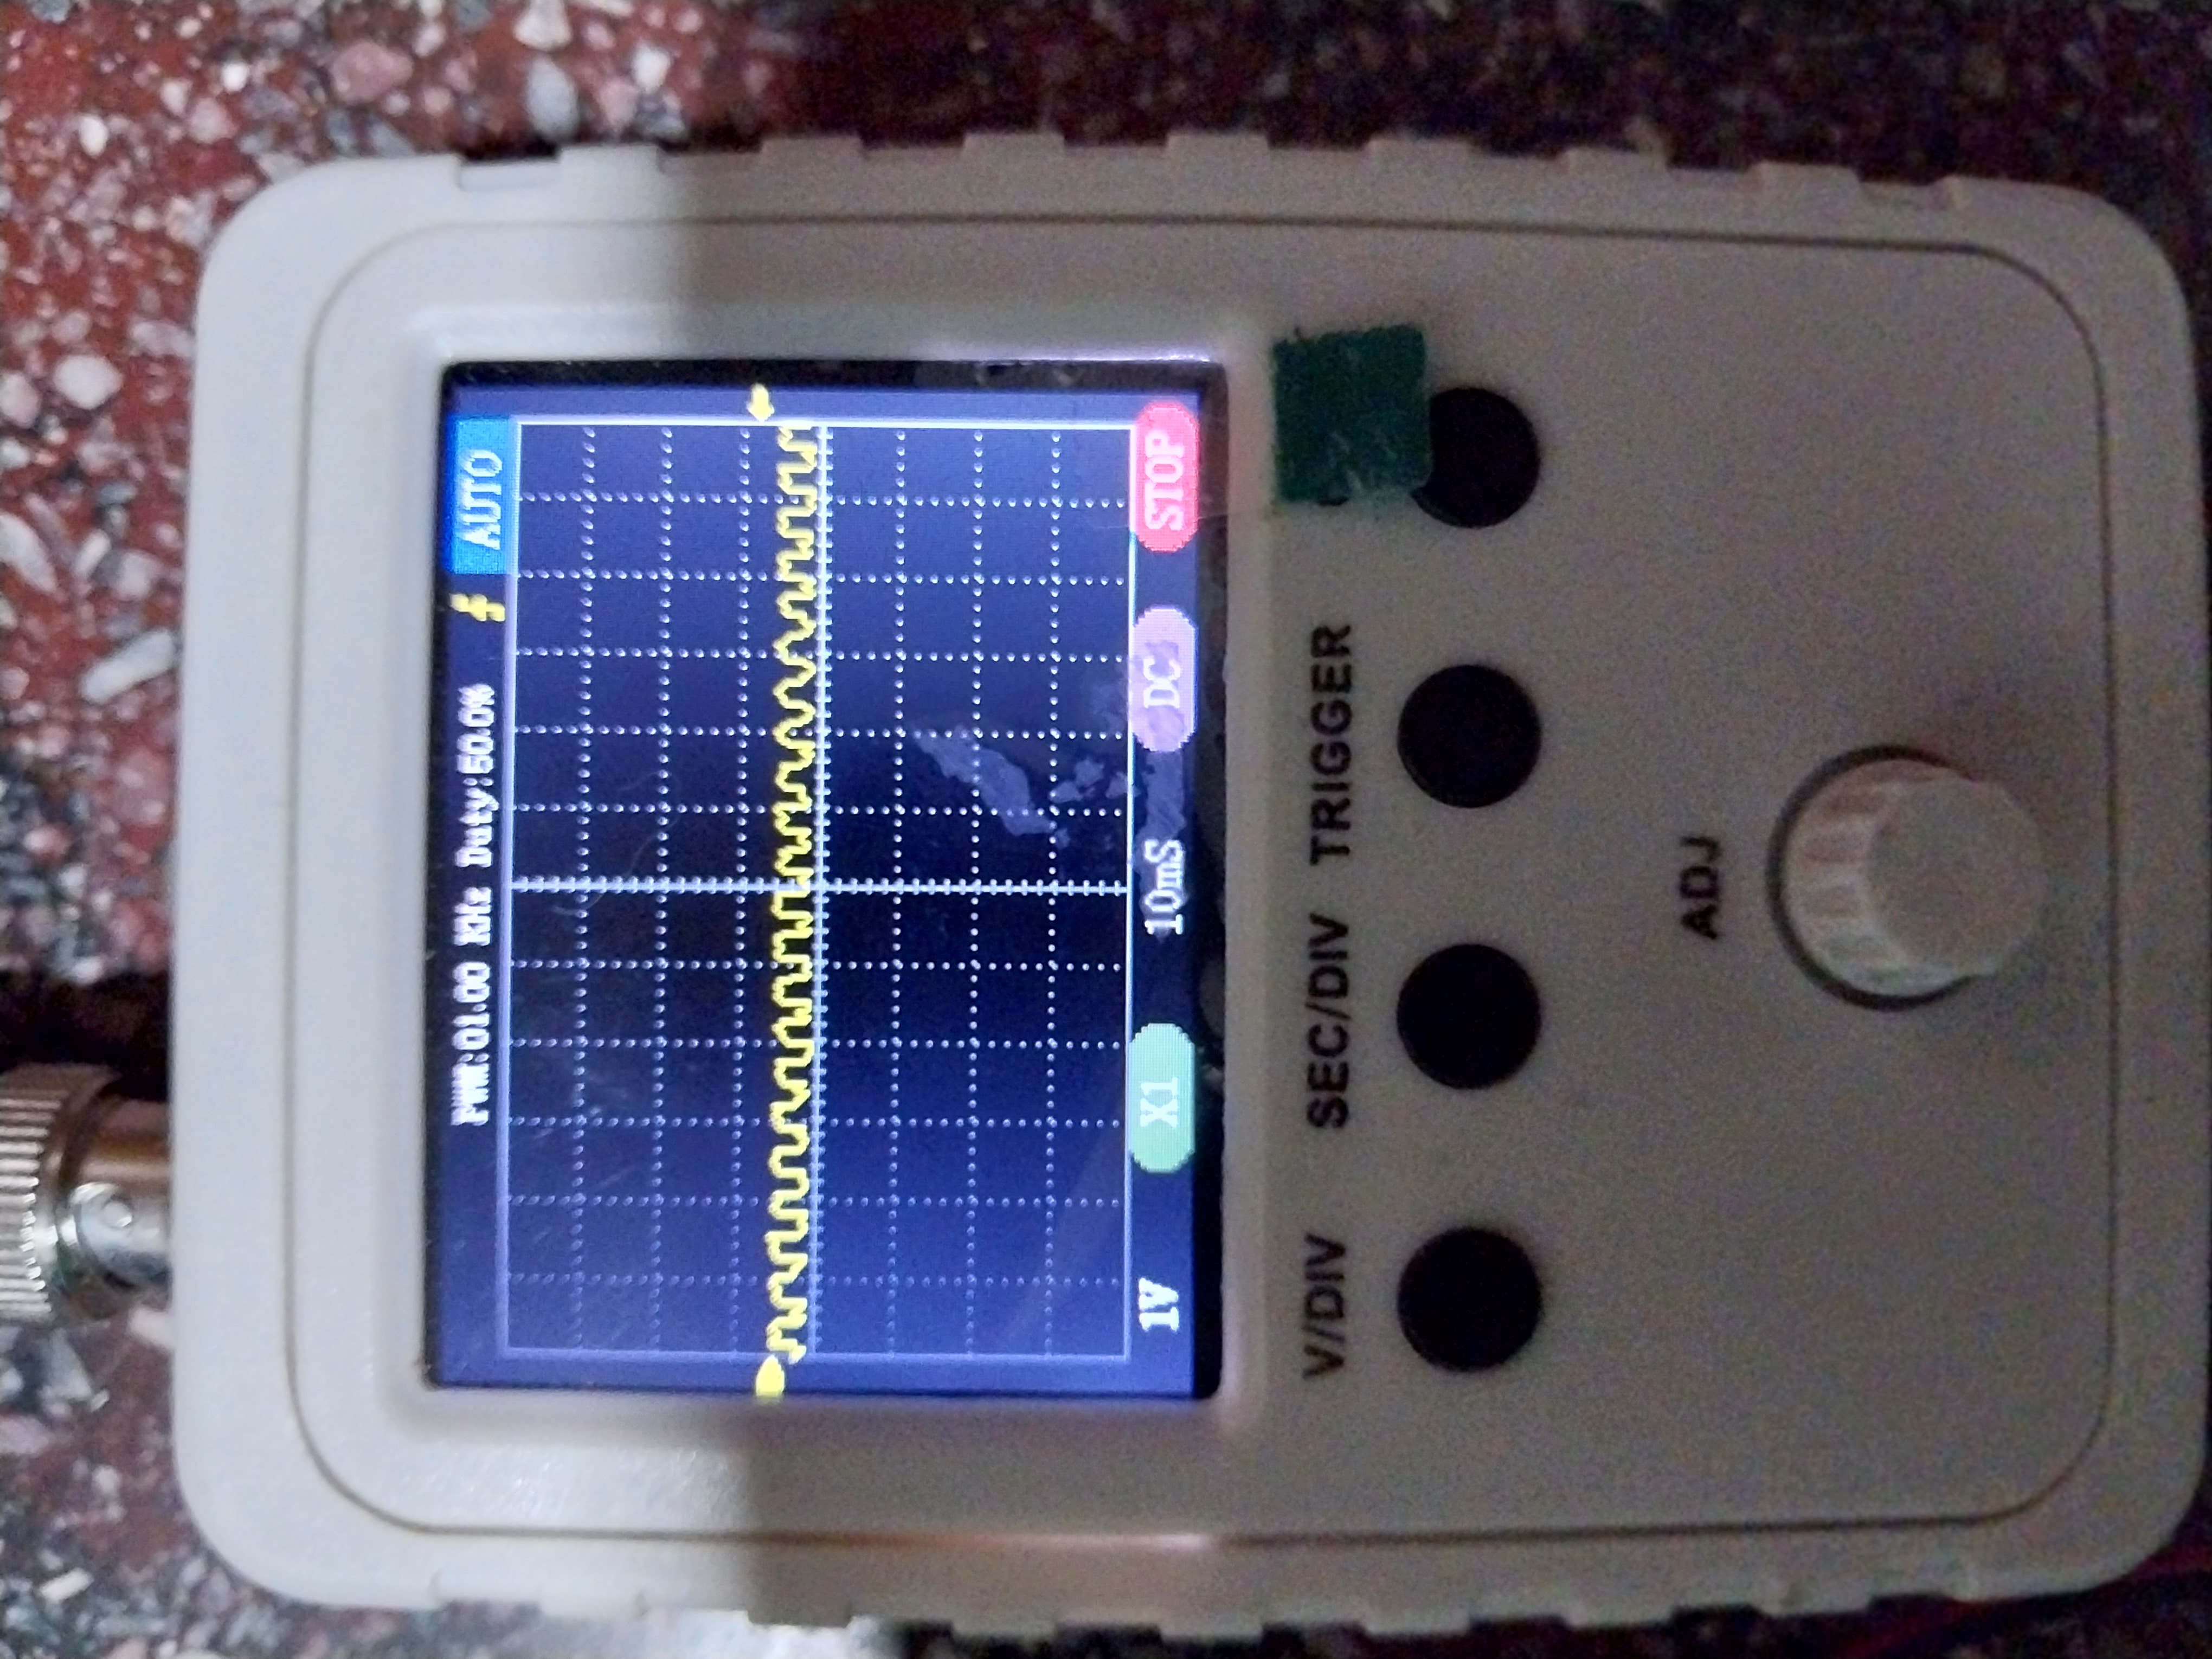 PWM:01.00 KHz Duty:50.0% AUTO
1V X1 10mS DC STOP
V/DIV SEC/DIV TRIGGER
ADJ